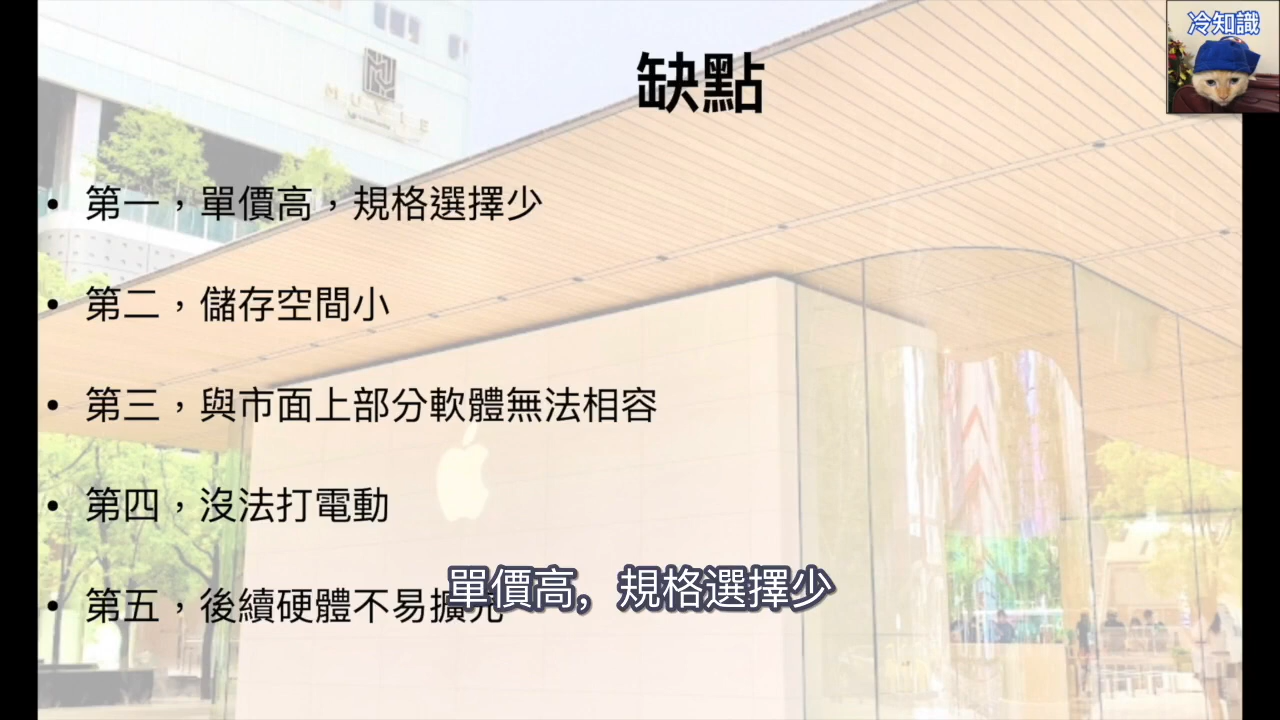 冷知識
缺點
MUVIE
• 第一，單價高，規格選擇少
• 第二，儲存空間小
• 第三，與市面上部分軟體無法相容
• 第四，沒法打電動
• 第五，後續硬體不易擴充
單價高，規格選擇少